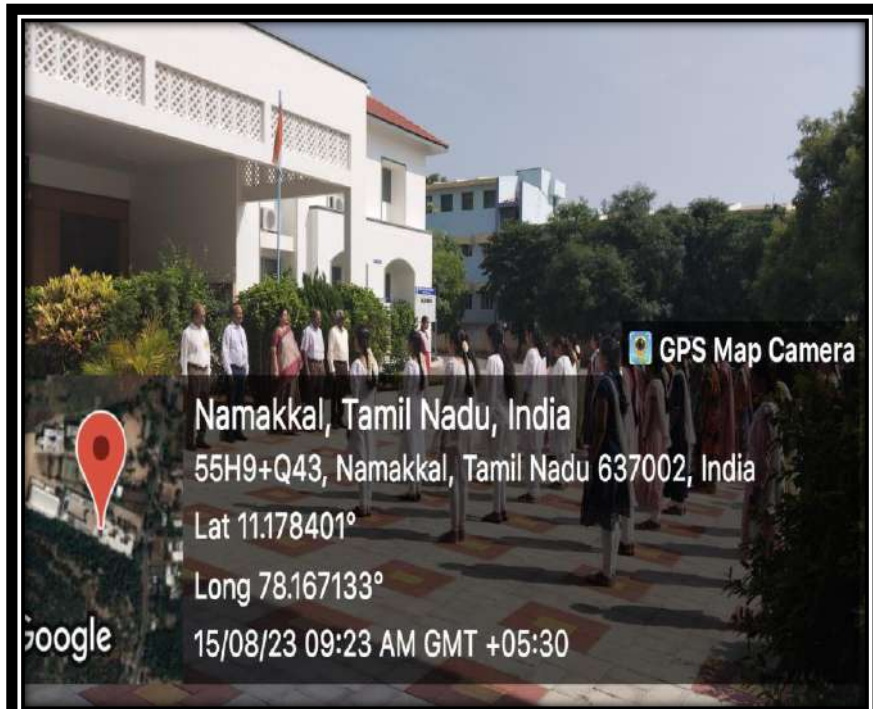 GPS Map Camera
Namakkal, Tamil Nadu, India
55H9+Q43, Namakkal, Tamil Nadu 637002, India
Lat 11.178401°
Long 78.167133°
15/08/23 09:23 AM GMT +05:30
Google